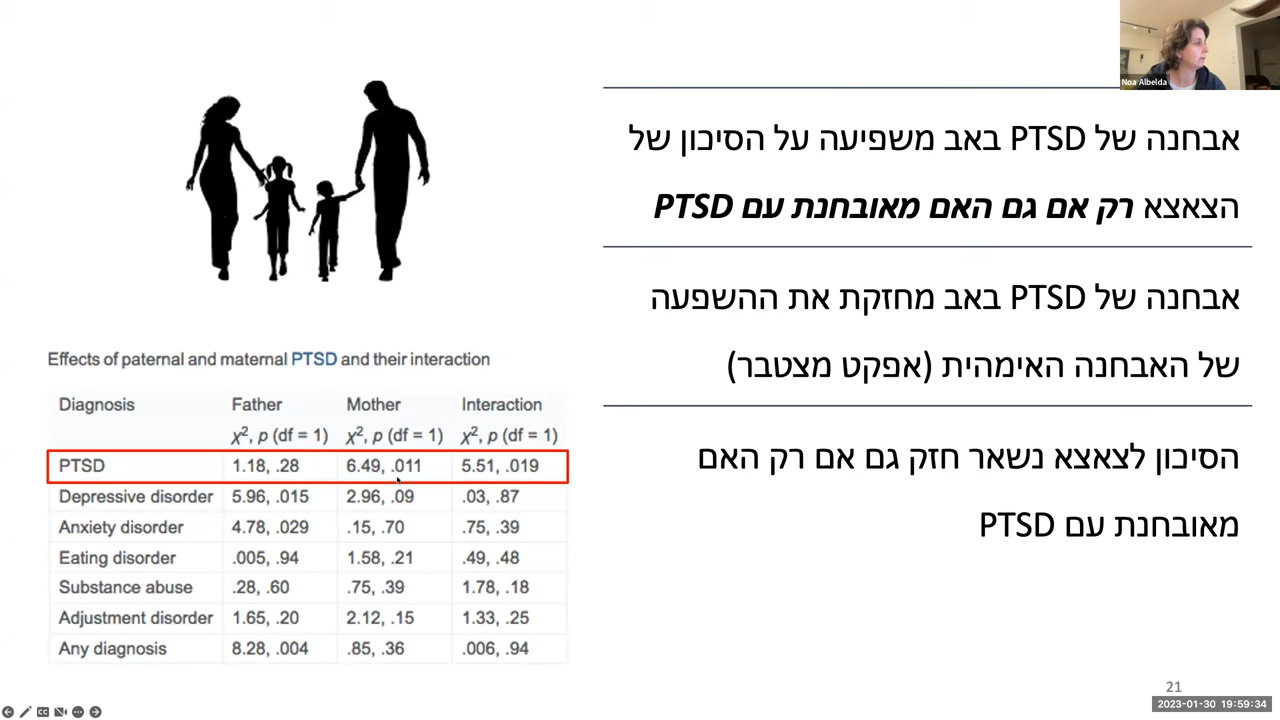 Noa Albelda
אבחנה של PTSD באב משפיעה על הסיכון של
הצאצא רק אם גם האם מאובחנת עם PTSD
אבחנה של PTSD באב מחזקת את ההשפעה
של האבחנה האימהית (אפקט מצטבר)
הסיכון לצאצא נשאר חזק גם אם רק האם
מאובחנת עם PTSD
Effects of paternal and maternal PTSD and their interaction
Diagnosis Father Mother Interaction
χ², p (df = 1) χ², p (df = 1) χ², p (df = 1)
PTSD 1.18, .28 6.49, .011 5.51, .019
Depressive disorder 5.96, .015 2.96, .09 .03, .87
Anxiety disorder 4.78, .029 .15, .70 .75, .39
Eating disorder .005, .94 1.58, .21 .49, .48
Substance abuse .28, .60 .75, .39 1.78, .18
Adjustment disorder 1.65, .20 2.12, .15 1.33, .25
Any diagnosis 8.28, .004 .85, .36 .006, .94
21
2023-01-30 19:59:34